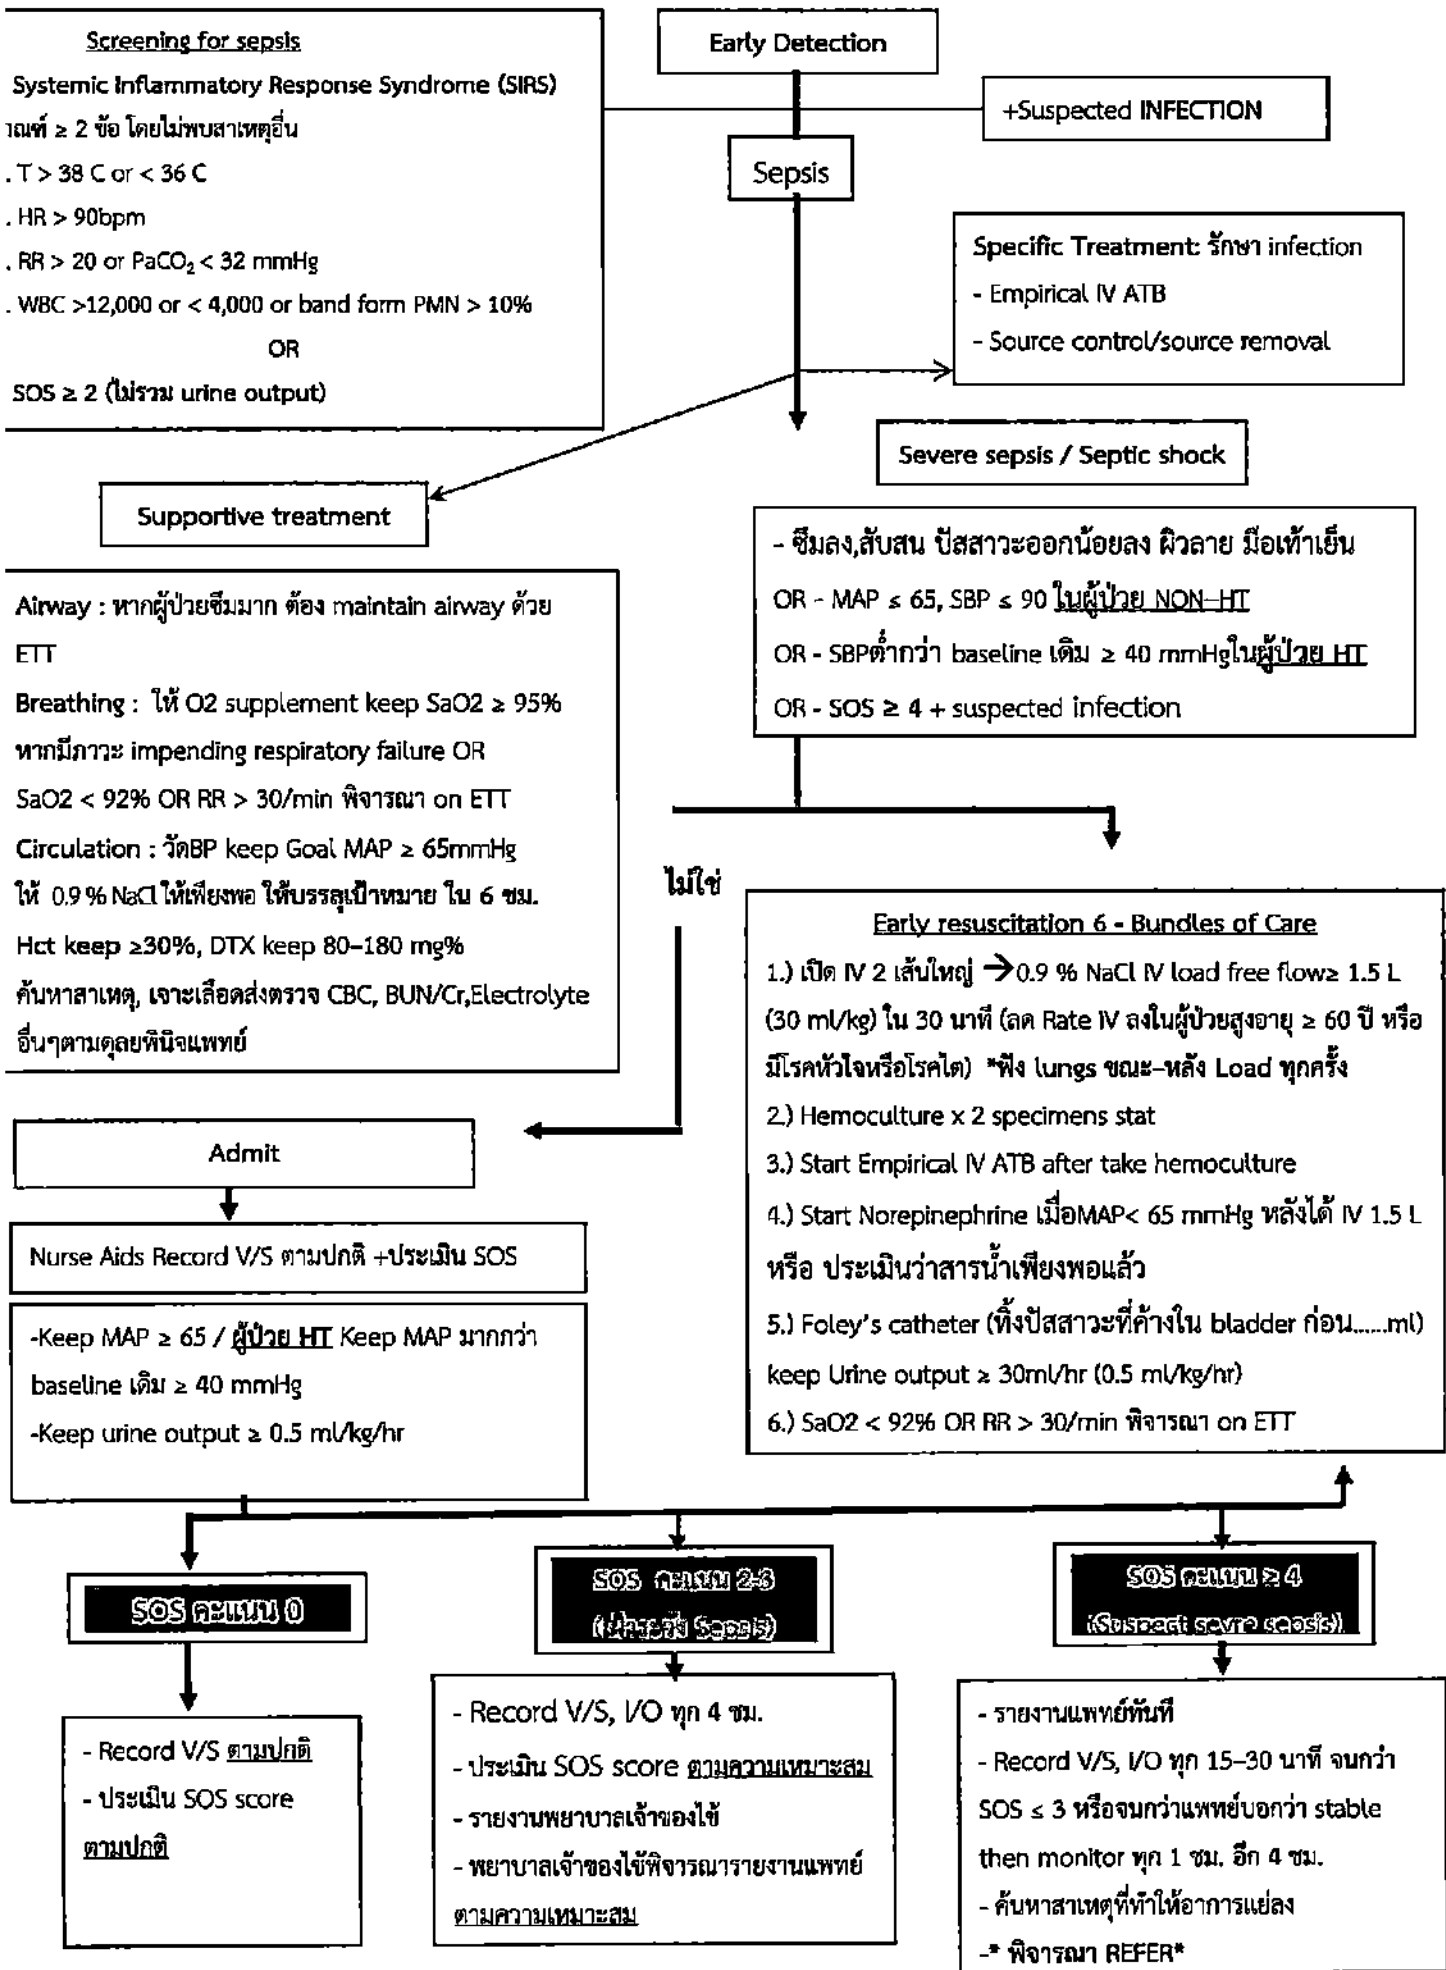 Screening for sepsis
Systemic Inflammatory Response Syndrome (SIRS)
ณฑ์ ≥ 2 ข้อ โดยไม่พบสาเหตุอื่น
. T > 38 C or < 36 C
. HR > 90bpm
. RR > 20 or PaCO₂ < 32 mmHg
. WBC >12,000 or < 4,000 or band form PMN > 10%
OR
SOS ≥ 2 (ไม่รวม urine output)
Early Detection
+Suspected INFECTION
Sepsis
Specific Treatment: รักษา infection
- Empirical IV ATB
- Source control/source removal
Severe sepsis / Septic shock
Supportive treatment
- ซึมลง,สับสน ปัสสาวะออกน้อยลง ผิวลาย มือเท้าเย็น
OR - MAP ≤ 65, SBP ≤ 90 ในผู้ป่วย NON–HT
OR - SBPต่ำกว่า baseline เดิม ≥ 40 mmHgในผู้ป่วย HT
OR - SOS ≥ 4 + suspected infection
Airway : หากผู้ป่วยซึมมาก ต้อง maintain airway ด้วย
ETT
Breathing : ให้ O2 supplement keep SaO2 ≥ 95%
หากมีภาวะ impending respiratory failure OR
SaO2 < 92% OR RR > 30/min พิจารณา on ETT
Circulation : วัดBP keep Goal MAP ≥ 65mmHg
ให้ 0.9 % NaCl ให้เพียงพอ ให้บรรลุเป้าหมาย ใน 6 ชม.
Hct keep ≥30%, DTX keep 80–180 mg%
ค้นหาสาเหตุ, เจาะเลือดส่งตรวจ CBC, BUN/Cr,Electrolyte
อื่นๆตามดุลยพินิจแพทย์
ไม่ใช่
Early resuscitation 6 - Bundles of Care
1.) เปิด IV 2 เส้นใหญ่ →0.9 % NaCl IV load free flow≥ 1.5 L
(30 ml/kg) ใน 30 นาที (ลด Rate IV ลงในผู้ป่วยสูงอายุ ≥ 60 ปี หรือ
มีโรคหัวใจหรือโรคไต) *ฟัง lungs ขณะ–หลัง Load ทุกครั้ง
2.) Hemoculture x 2 specimens stat
3.) Start Empirical IV ATB after take hemoculture
4.) Start Norepinephrine เมื่อMAP< 65 mmHg หลังได้ IV 1.5 L
หรือ ประเมินว่าสารน้ำเพียงพอแล้ว
5.) Foley's catheter (ทิ้งปัสสาวะที่ค้างใน bladder ก่อน......ml)
keep Urine output ≥ 30ml/hr (0.5 ml/kg/hr)
6.) SaO2 < 92% OR RR > 30/min พิจารณา on ETT
Admit
Nurse Aids Record V/S ตามปกติ +ประเมิน SOS
-Keep MAP ≥ 65 / ผู้ป่วย HT Keep MAP มากกว่า
baseline เดิม ≥ 40 mmHg
-Keep urine output ≥ 0.5 ml/kg/hr
SOS คะแนน 0
SOS คะแนน 2-3
(เฝ้าระวัง Sepsis)
SOS คะแนน ≥ 4
(Suspect sevre sepsis)
- Record V/S ตามปกติ
- ประเมิน SOS score
ตามปกติ
- Record V/S, I/O ทุก 4 ชม.
- ประเมิน SOS score ตามความเหมาะสม
- รายงานพยาบาลเจ้าของไข้
- พยาบาลเจ้าของไข้พิจารณารายงานแพทย์
ตามความเหมาะสม
- รายงานแพทย์ทันที
- Record V/S, I/O ทุก 15–30 นาที จนกว่า
SOS ≤ 3 หรือจนกว่าแพทย์บอกว่า stable
then monitor ทุก 1 ชม. อีก 4 ชม.
- ค้นหาสาเหตุที่ทำให้อาการแย่ลง
-* พิจารณา REFER*